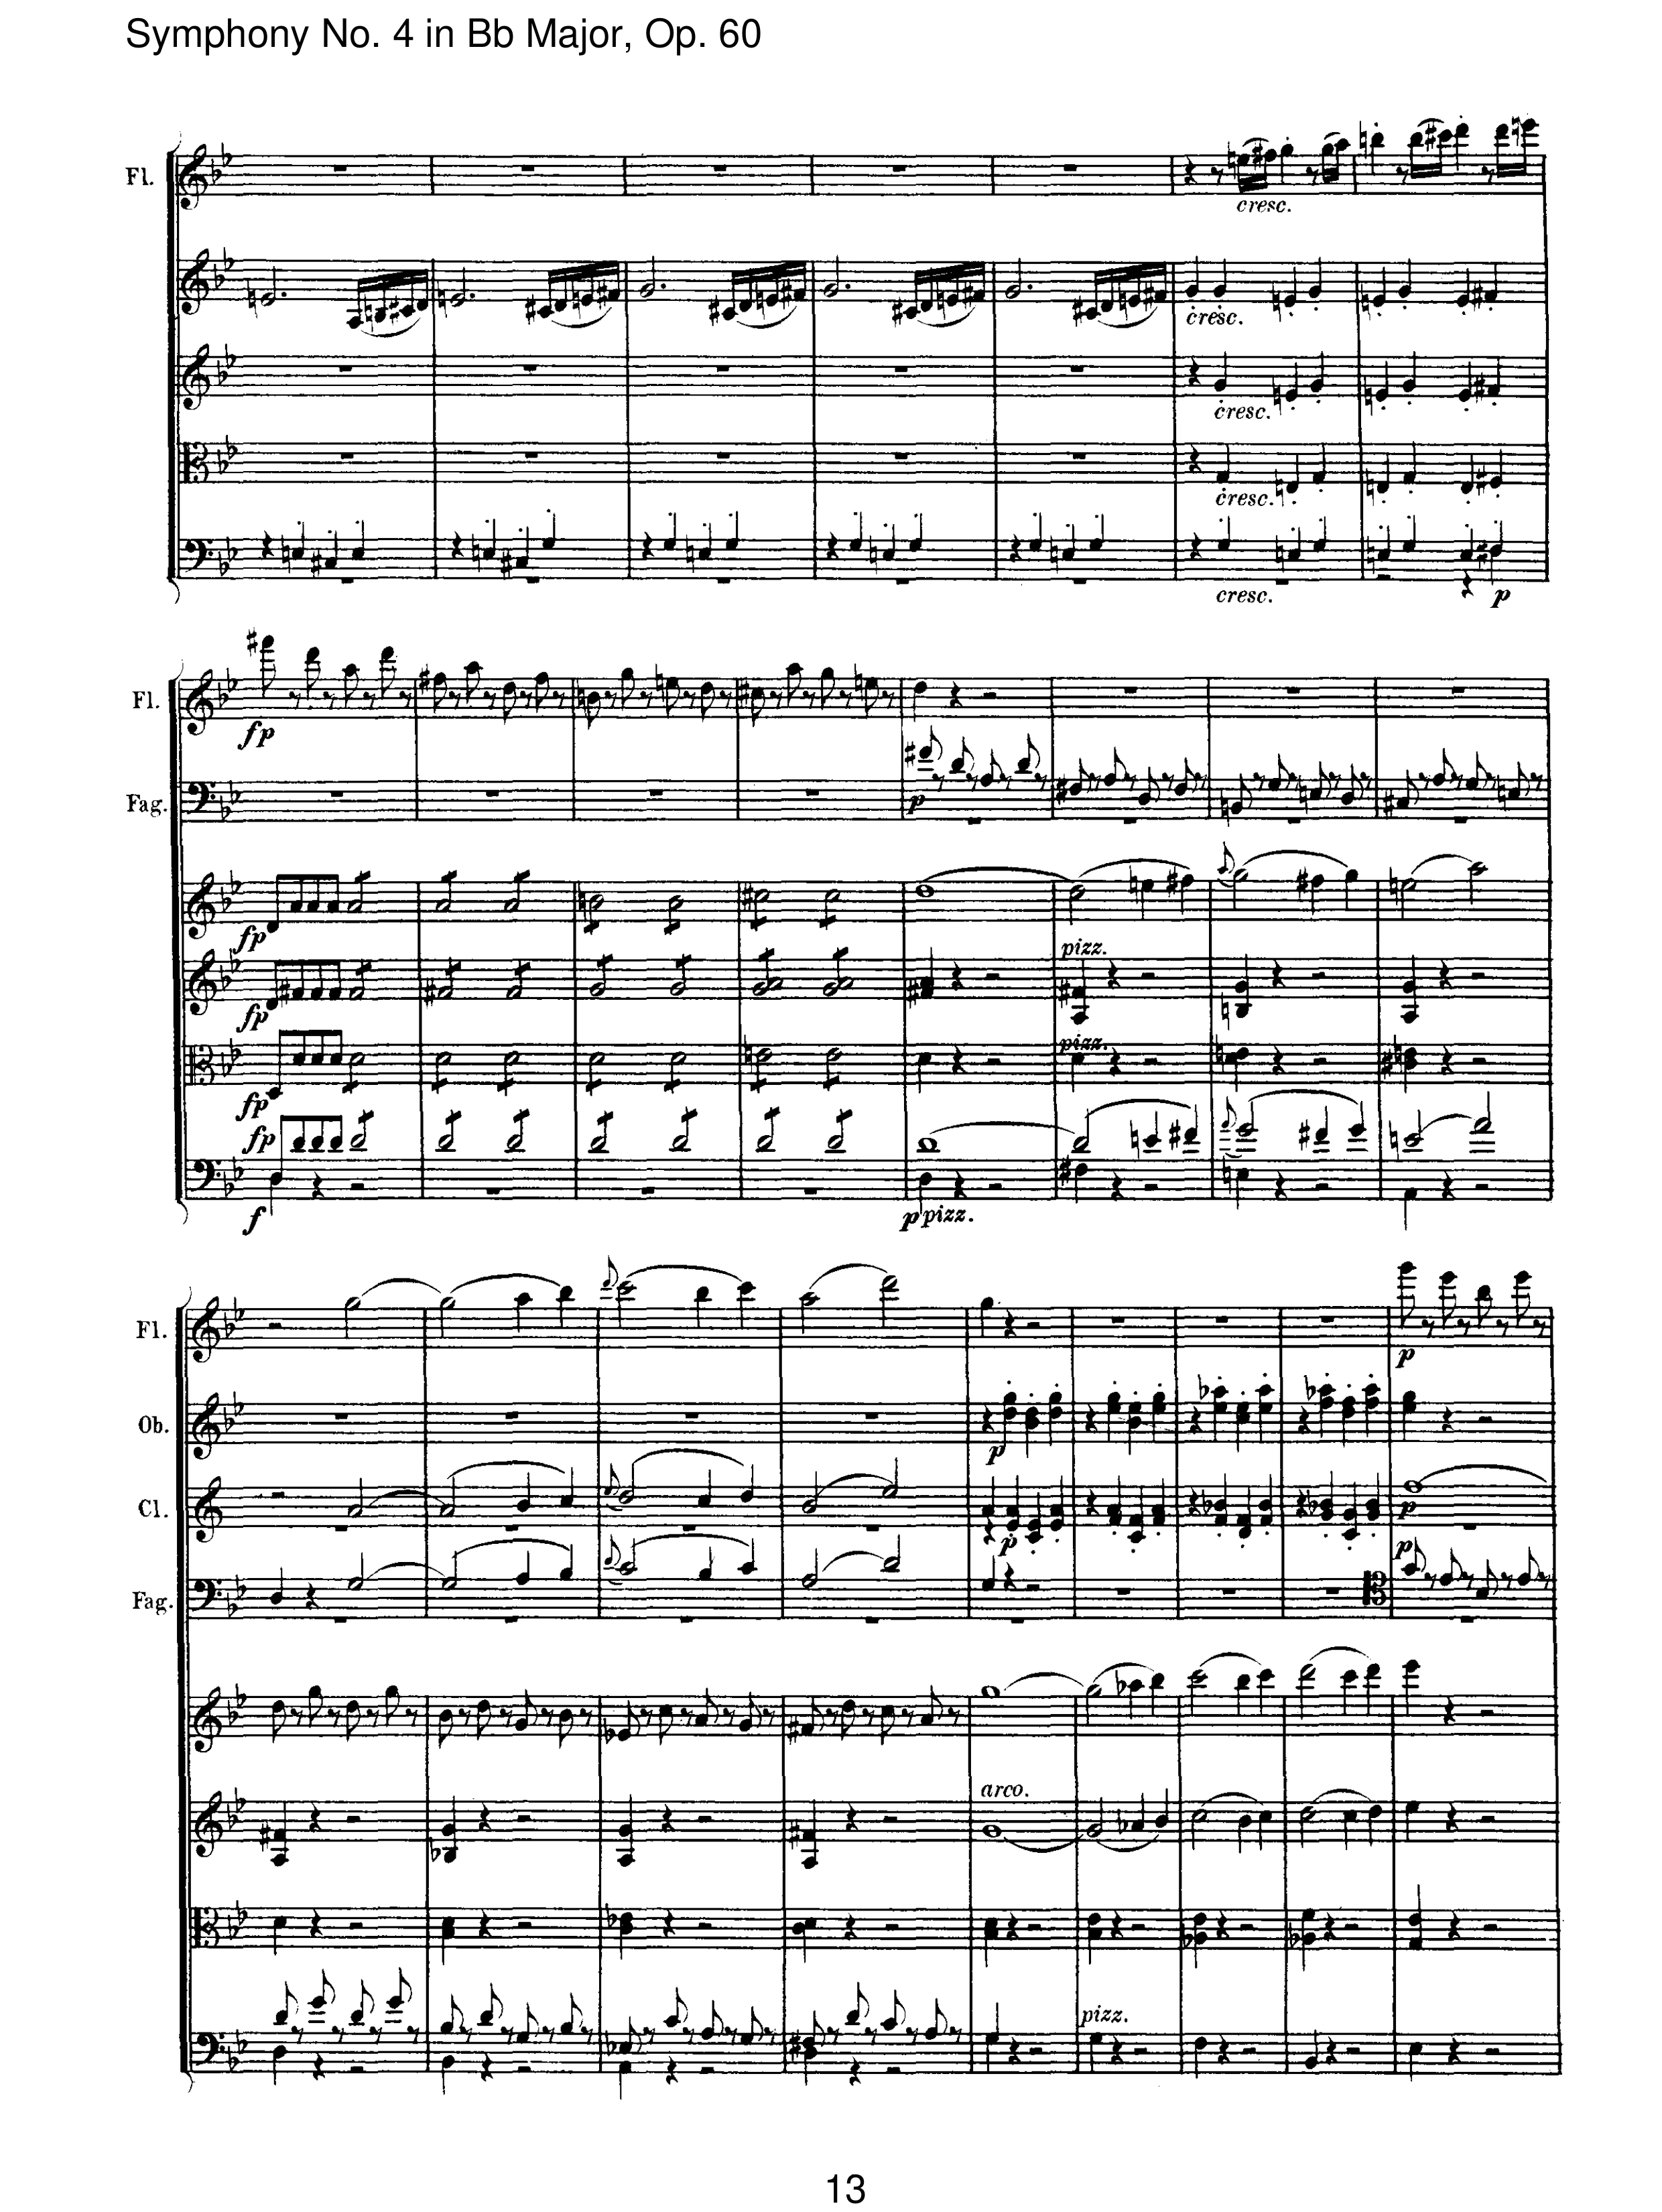 Symphony No. 4 in Bb Major, Op. 60
Fl.
cresc.
cresc.
cresc.
cresc.
cresc.
p
Fl.
fp
Fag.
p
fp
pizz.
fp
pizz.
fp
fp
f
p pizz.
Fl.
p
Ob.
p
Cl.
p
p
Fag.
p
arco.
pizz.
13